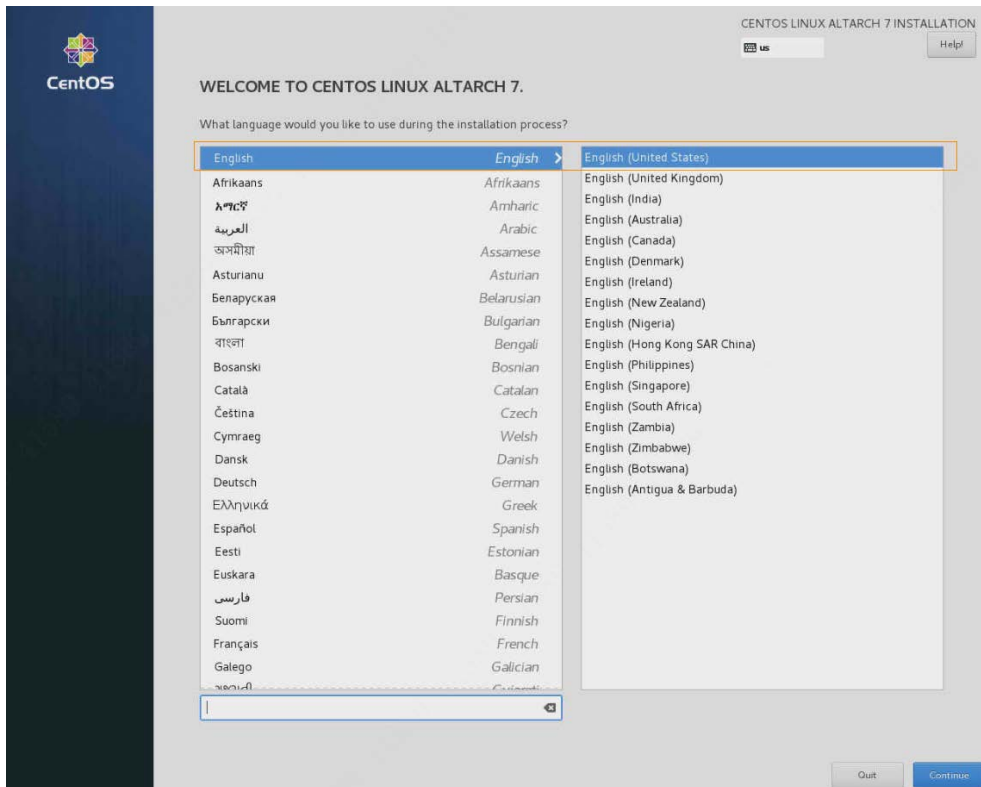 CENTOS LINUX ALTARCH 7 INSTALLATION
us
Help!
CentOS
WELCOME TO CENTOS LINUX ALTARCH 7.
What language would you like to use during the installation process?
English English
Afrikaans Afrikaans
አማርኛ Amharic
العربية Arabic
অসমীয়া Assamese
Asturianu Asturian
Беларуская Belarusian
Български Bulgarian
বাংলা Bengali
Bosanski Bosnian
Català Catalan
Čeština Czech
Cymraeg Welsh
Dansk Danish
Deutsch German
Ελληνικά Greek
Español Spanish
Eesti Estonian
Euskara Basque
فارسی Persian
Suomi Finnish
Français French
Galego Galician
English (United States)
English (United Kingdom)
English (India)
English (Australia)
English (Canada)
English (Denmark)
English (Ireland)
English (New Zealand)
English (Nigeria)
English (Hong Kong SAR China)
English (Philippines)
English (Singapore)
English (South Africa)
English (Zambia)
English (Zimbabwe)
English (Botswana)
English (Antigua & Barbuda)
Quit
Continue